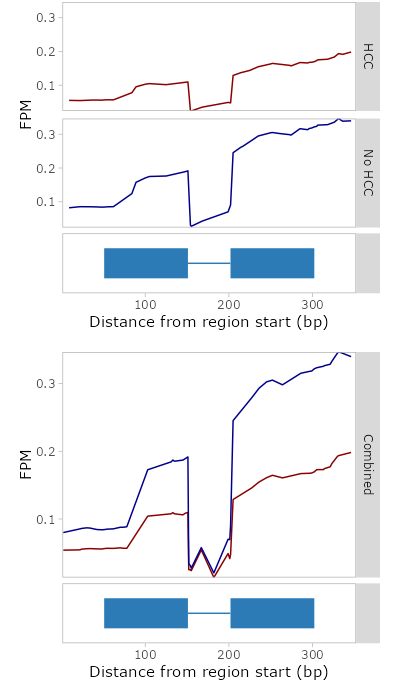 0.3
0.2
0.1
HCC
FPM
0.3
0.2
0.1
No HCC
100 200 300
Distance from region start (bp)
0.3
0.2
0.1
FPM
Combined
100 200 300
Distance from region start (bp)